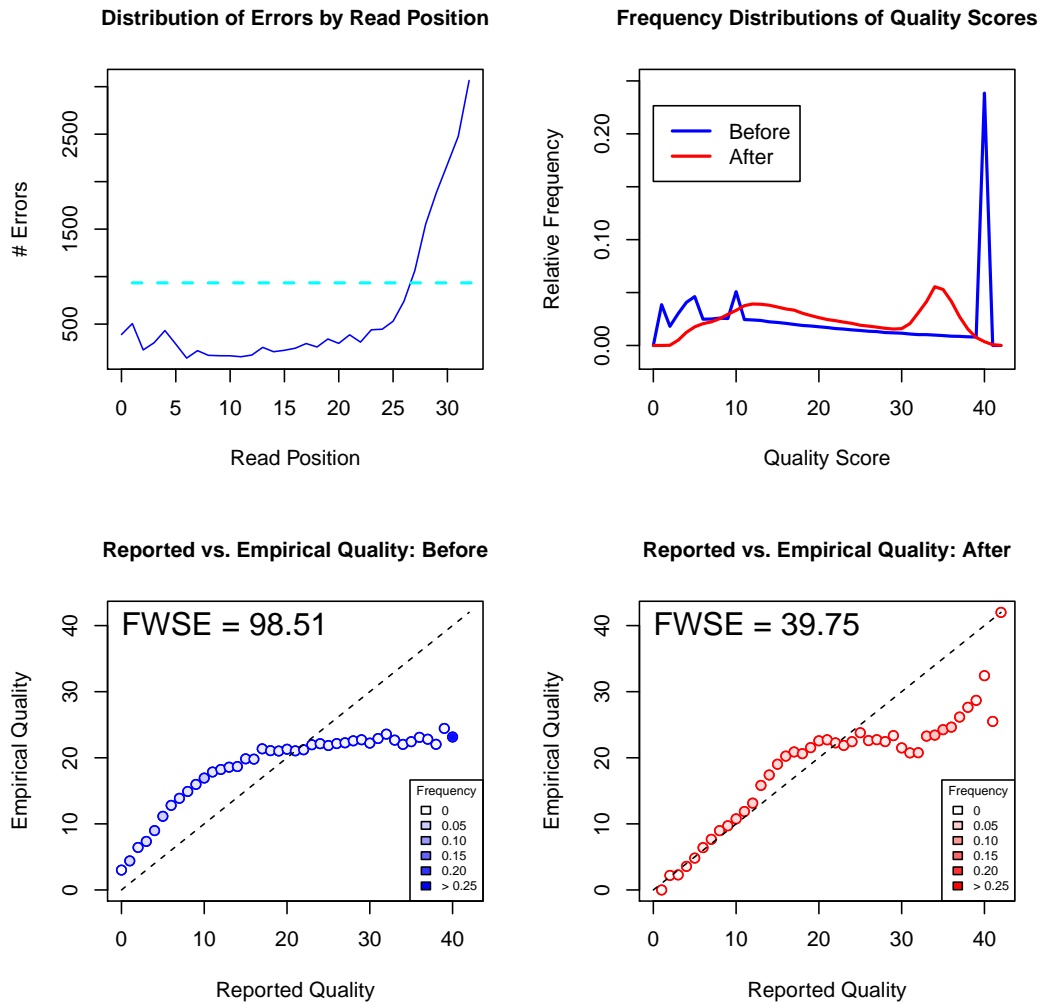 Distribution of Errors by Read Position
# Errors
500
1500
2500
0 5 10 15 20 25 30
Read Position
Frequency Distributions of Quality Scores
Relative Frequency
0.00
0.10
0.20
Before
After
0 10 20 30 40
Quality Score
Reported vs. Empirical Quality: Before
FWSE = 98.51
Empirical Quality
0
10
20
30
40
Frequency
0
0.05
0.10
0.15
0.20
> 0.25
0 10 20 30 40
Reported Quality
Reported vs. Empirical Quality: After
FWSE = 39.75
Empirical Quality
0
10
20
30
40
Frequency
0
0.05
0.10
0.15
0.20
> 0.25
0 10 20 30 40
Reported Quality